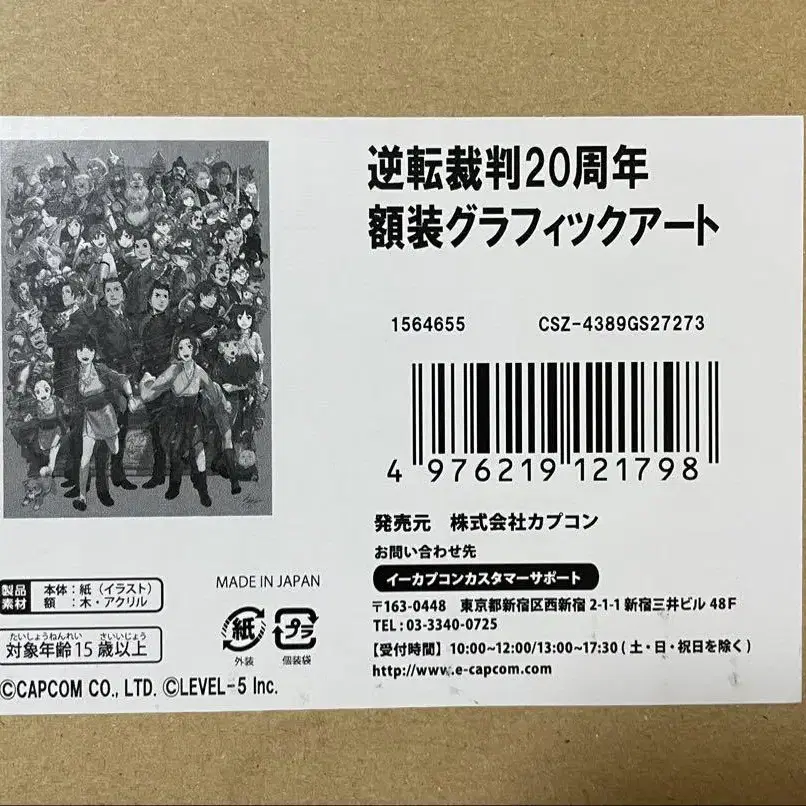 逆転裁判20周年
額装グラフィックアート
1564655 CSZ-4389GS27273
4 976219 121798
発売元 株式会社カプコン
お問い合わせ先
イーカプコンカスタマーサポート
〒163-0448 東京都新宿区西新宿2-1-1 新宿三井ビル 48F
TEL : 03-3340-0725
【受付時間】 10:00~12:00/13:00~17:30 ( 土・日・祝日を除く )
http://www.e-capcom.com
製品素材
本体：紙（イラスト）
額：木・アクリル
たいしょうねんれい さいいじょう
対象年齢15歳以上
MADE IN JAPAN
紙 プラ
外装 個装袋
©CAPCOM CO., LTD. ©LEVEL-5 Inc.